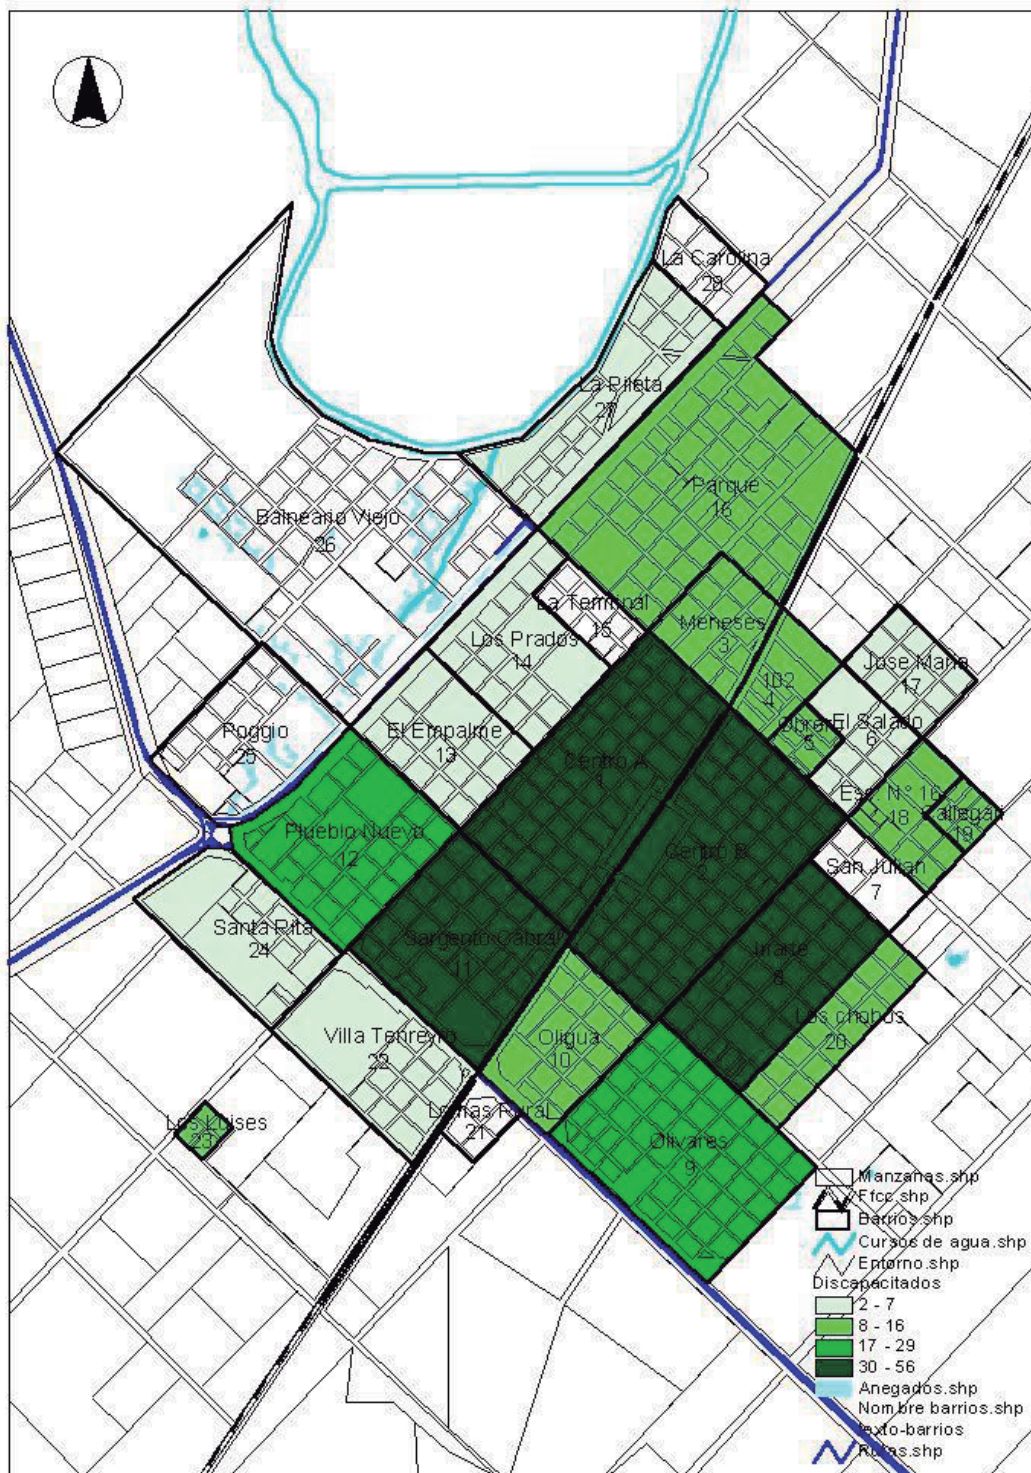 La Carolina
28
La Pileta
27
Parque
16
Balneario Viejo
26
La Terminal
15
Meneses
3
Los Prados
14
102
4
Jose Maria
17
Obrero
5
El Salado
6
Poggio
25
El Empalme
13
Centro A
1
Esc. N° 16
18
Callegari
19
Plueblo Nuevo
12
Centro B
2
San Julian
7
Santa Rita
24
Sargento Cabral
11
Iriarte
8
Villa Tenreyro
22
Oligua
10
Los chobos
20
Los Luises
23
Lomas Rural
21
Olivares
9
Manzanas.shp
Ffcc.shp
Barrios.shp
Cursos de agua.shp
Entorno.shp
Discapacitados
2 - 7
8 - 16
17 - 29
30 - 56
Anegados.shp
Nombre barrios.shp
texto-barrios
Rutas.shp